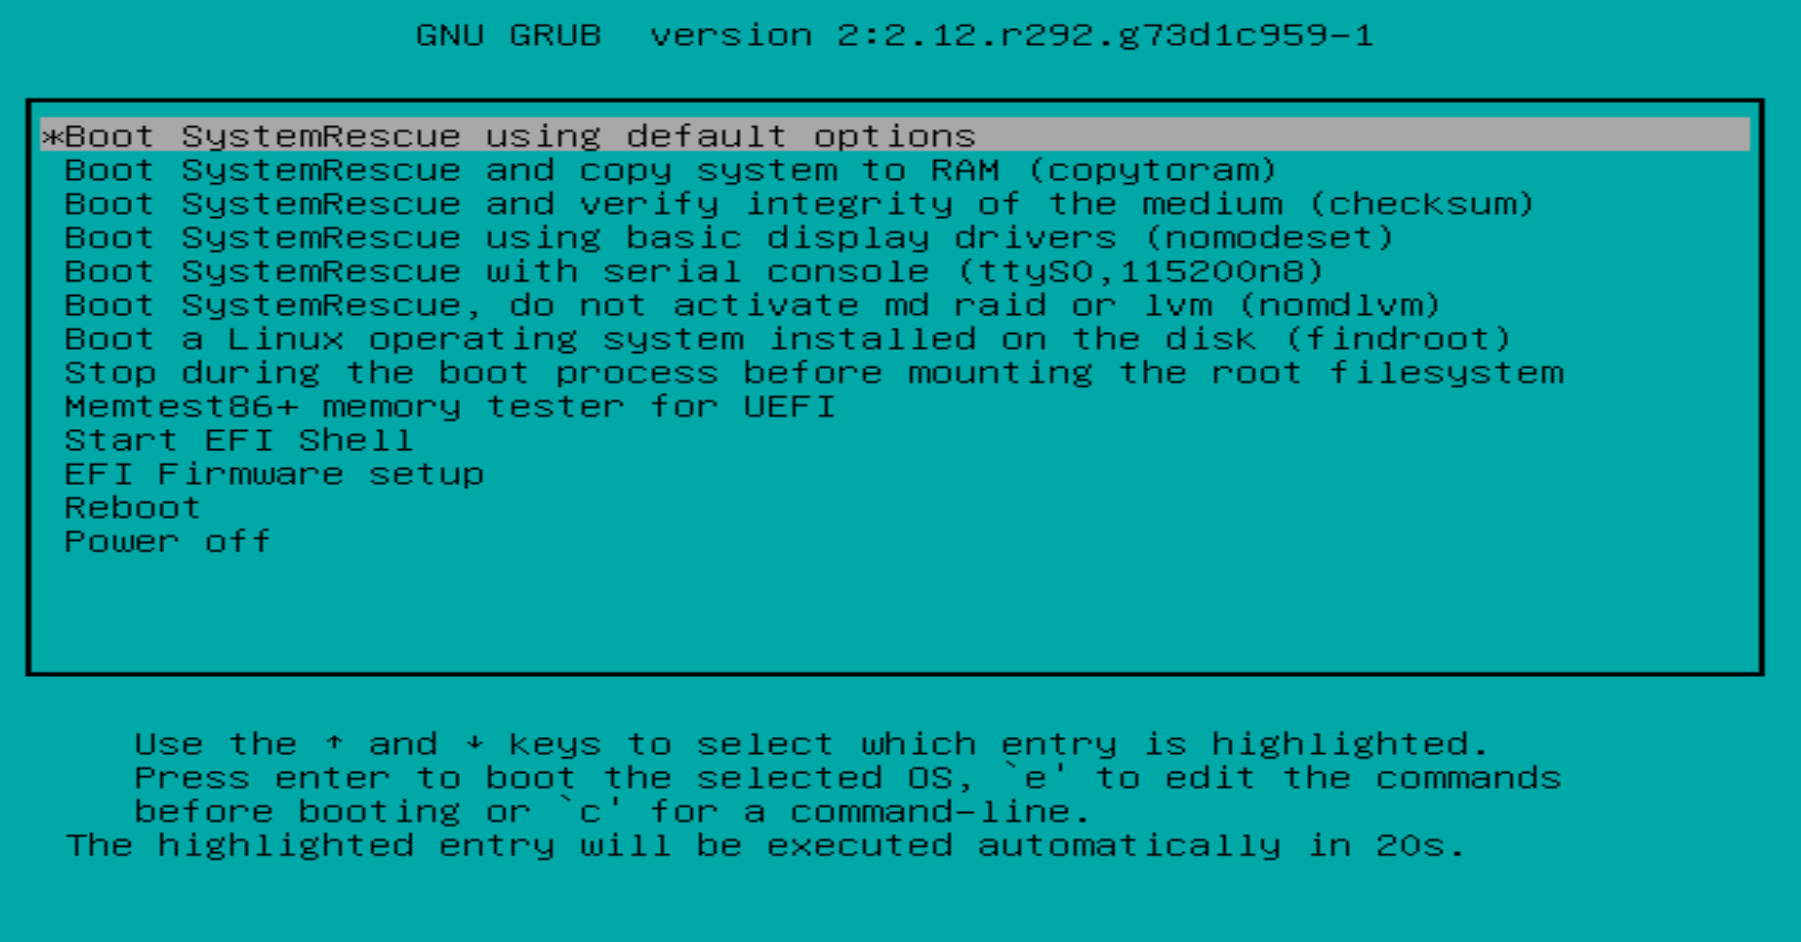 GNU GRUB  version 2:2.12.r292.g73d1c959-1
*Boot SystemRescue using default options
Boot SystemRescue and copy system to RAM (copytoram)
Boot SystemRescue and verify integrity of the medium (checksum)
Boot SystemRescue using basic display drivers (nomodeset)
Boot SystemRescue with serial console (ttyS0,115200n8)
Boot SystemRescue, do not activate md raid or lvm (nomdlvm)
Boot a Linux operating system installed on the disk (findroot)
Stop during the boot process before mounting the root filesystem
Memtest86+ memory tester for UEFI
Start EFI Shell
EFI Firmware setup
Reboot
Power off
Use the ↑ and ↓ keys to select which entry is highlighted.
Press enter to boot the selected OS, `e' to edit the commands
before booting or `c' for a command-line.
The highlighted entry will be executed automatically in 20s.